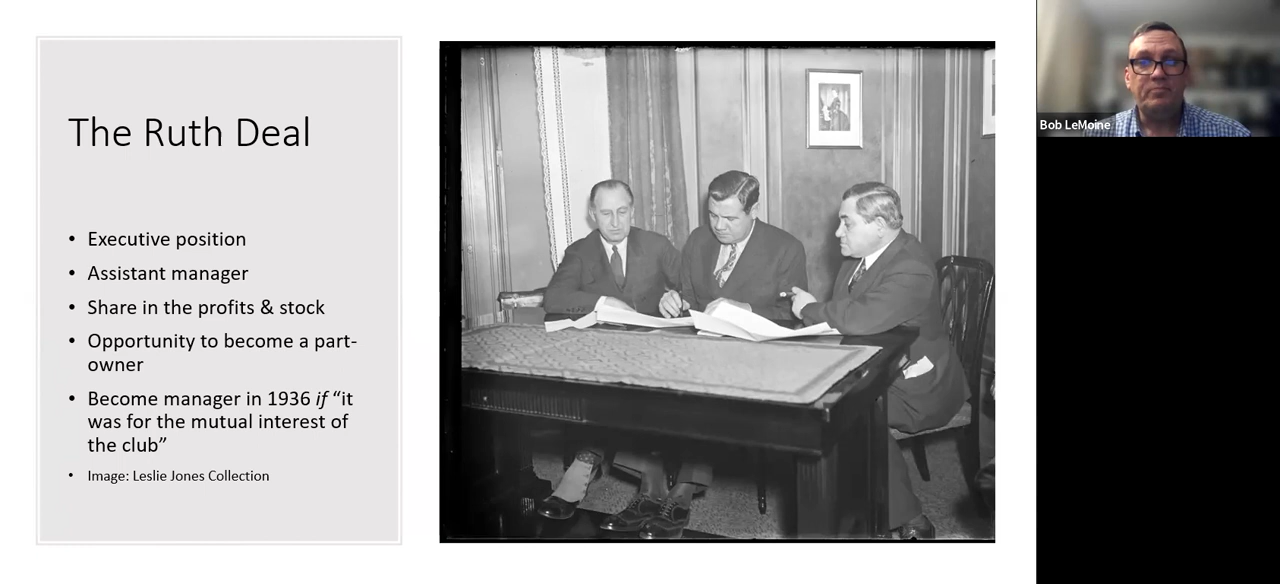 The Ruth Deal
• Executive position
• Assistant manager
• Share in the profits & stock
• Opportunity to become a part-
owner
• Become manager in 1936 if “it
was for the mutual interest of
the club”
• Image: Leslie Jones Collection
Bob LeMoine